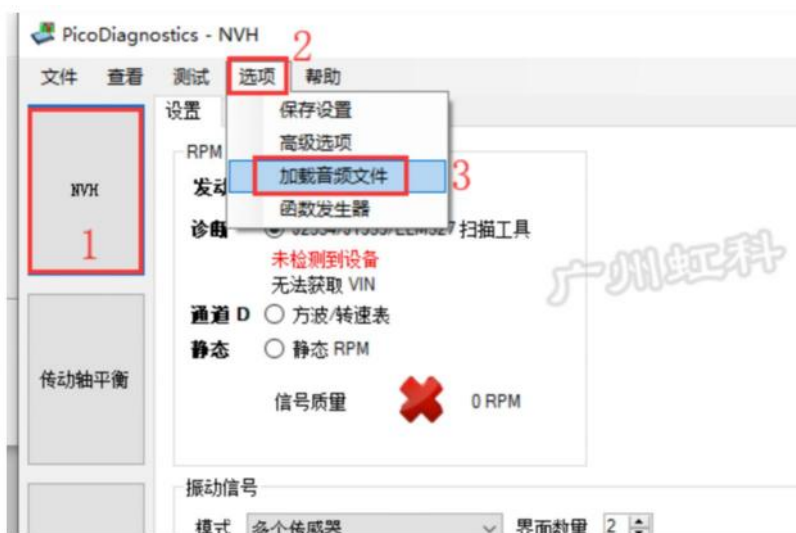 PicoDiagnostics - NVH
2
文件 查看 测试 选项 帮助
设置
保存设置
高级选项
加载音频文件
3
函数发生器
RPM
NVH
1
诊断
扫描工具
未检测到设备
无法获取 VIN
通道 D 方波/转速表
静态 静态 RPM
传动轴平衡
信号质量 0 RPM
振动信号
模式 多个传感器 界面数量 2
广州虹科